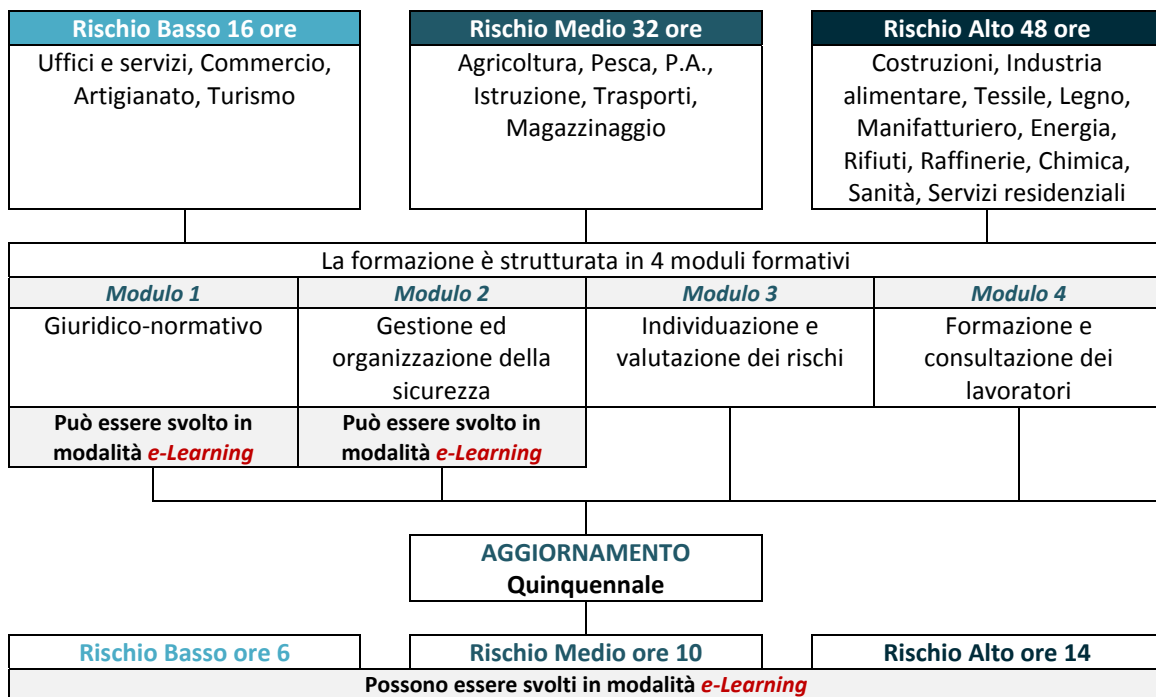 Rischio Basso 16 ore
Uffici e servizi, Commercio,
Artigianato, Turismo
Rischio Medio 32 ore
Agricoltura, Pesca, P.A.,
Istruzione, Trasporti,
Magazzinaggio
Rischio Alto 48 ore
Costruzioni, Industria
alimentare, Tessile, Legno,
Manifatturiero, Energia,
Rifiuti, Raffinerie, Chimica,
Sanità, Servizi residenziali
La formazione è strutturata in 4 moduli formativi
Modulo 1
Giuridico-normativo
Può essere svolto in
modalità e-Learning
Modulo 2
Gestione ed
organizzazione della
sicurezza
Può essere svolto in
modalità e-Learning
Modulo 3
Individuazione e
valutazione dei rischi
Modulo 4
Formazione e
consultazione dei
lavoratori
AGGIORNAMENTO
Quinquennale
Rischio Basso ore 6
Rischio Medio ore 10
Rischio Alto ore 14
Possono essere svolti in modalità e-Learning